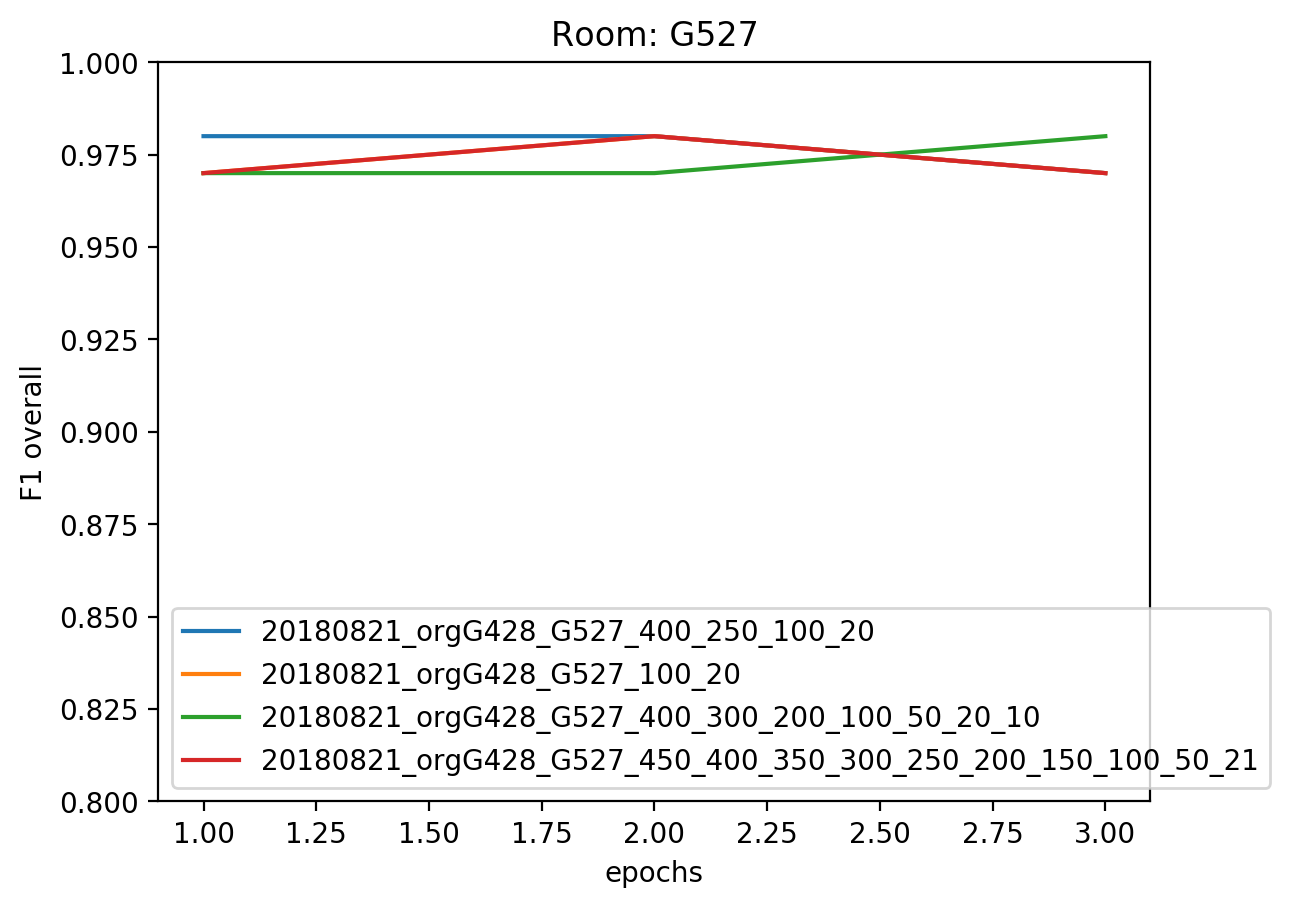 Room: G527
1.000
0.975
0.950
0.925
0.900
0.875
0.850
0.825
0.800
F1 overall
20180821_orgG428_G527_400_250_100_20
20180821_orgG428_G527_100_20
20180821_orgG428_G527_400_300_200_100_50_20_10
20180821_orgG428_G527_450_400_350_300_250_200_150_100_50_21
1.00 1.25 1.50 1.75 2.00 2.25 2.50 2.75 3.00
epochs